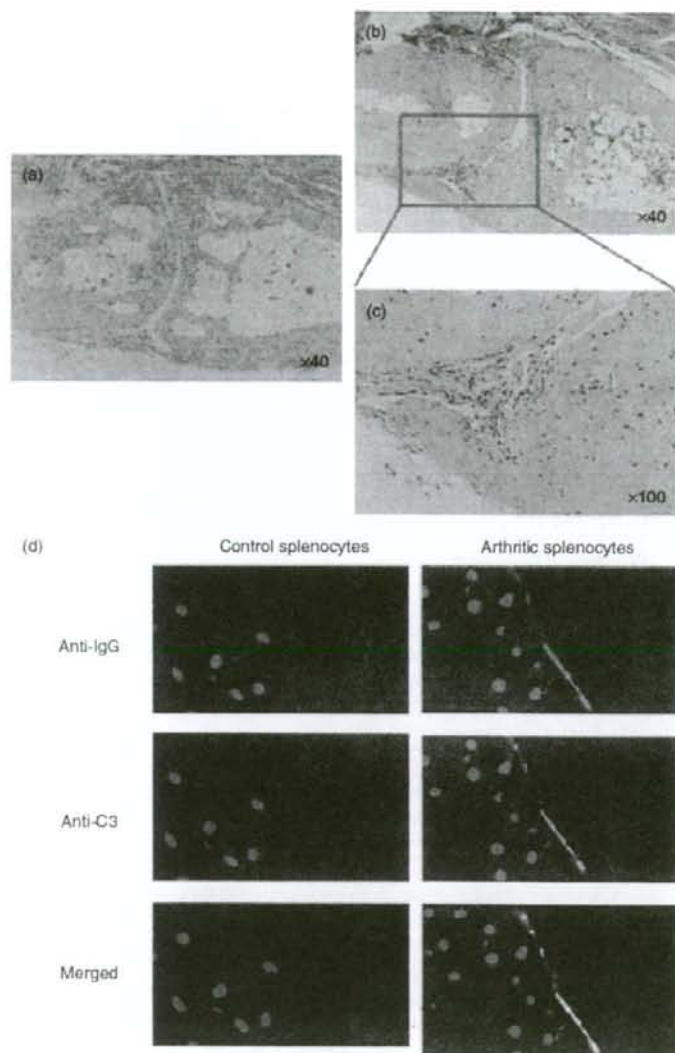 (b)
×40
(a)
×40
(c)
×100
(d)
Control splenocytes
Arthritic splenocytes
Anti-IgG
Anti-C3
Merged